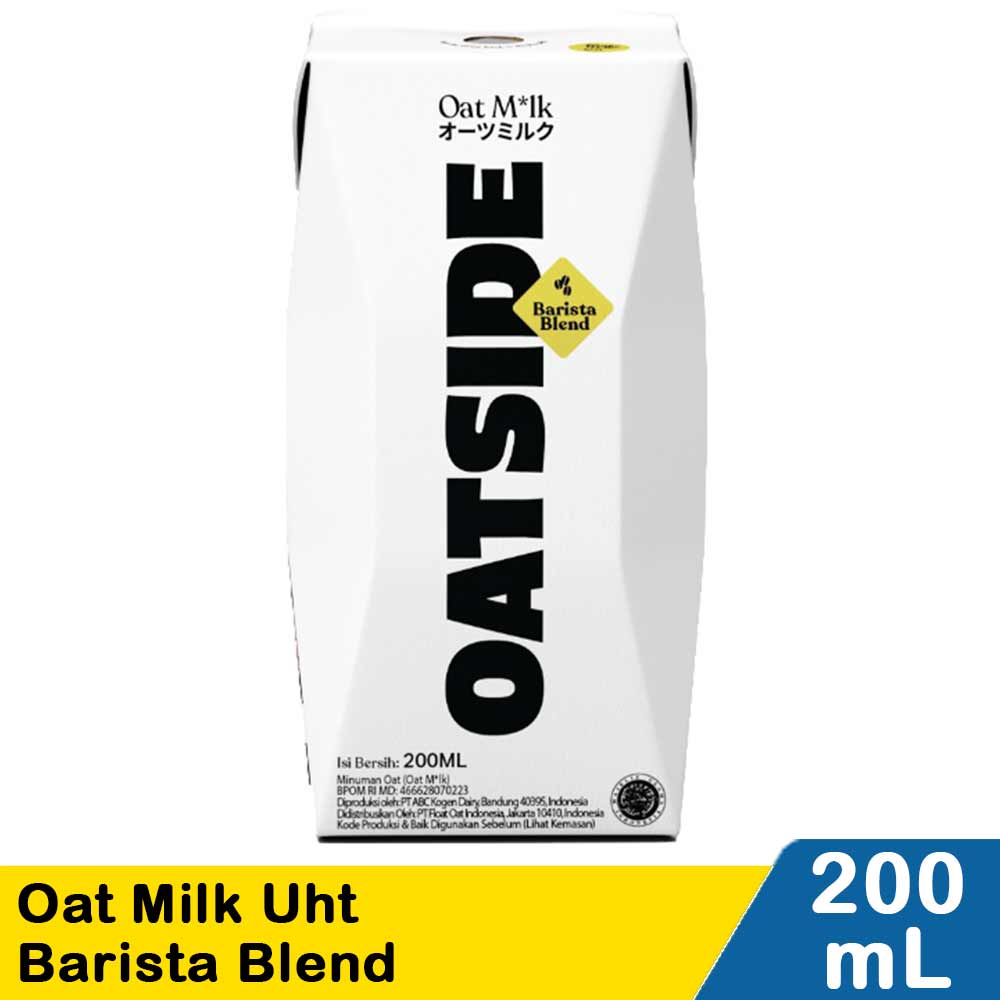 Oat M*lk
オーツミルク
OATSIDE
Barista
Blend
Isi Bersih: 200ML
Minuman Oat (Oat M*lk)
BPOM RI MD: 466628070223
Diproduksi oleh: PT ABC Kogen Dairy, Bandung 40395, Indonesia
Didistribusikan Oleh: PT Float Oat Indonesia, Jakarta 10410, Indonesia
Kode Produksi & Baik Digunakan Sebelum (Lihat Kemasan)
Oat Milk Uht
Barista Blend
200
mL